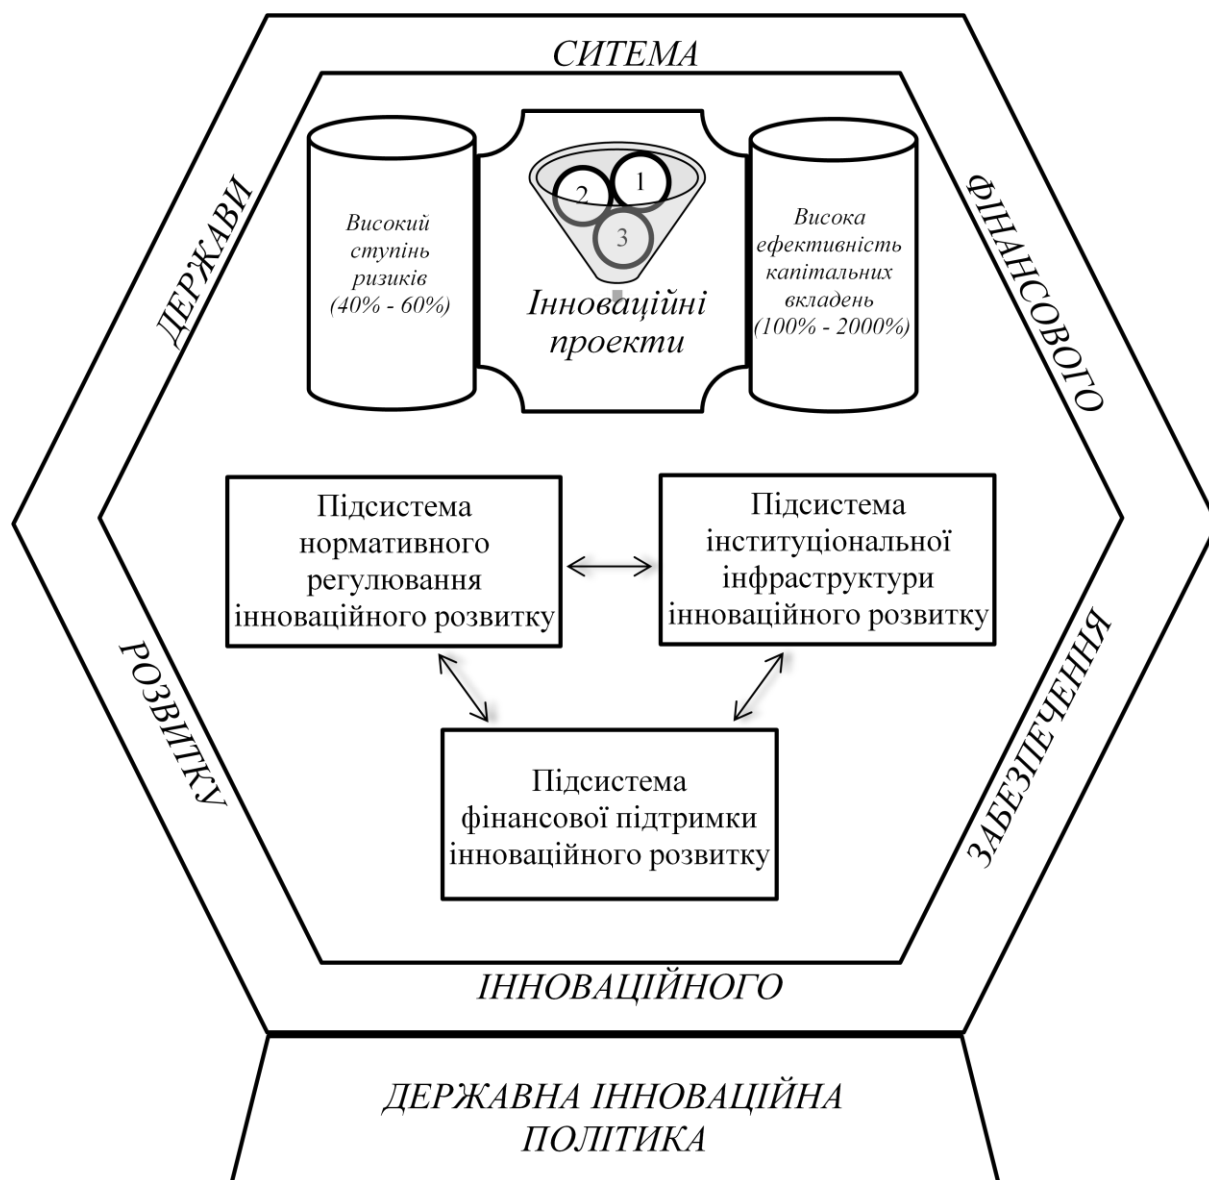 СИТЕМА
ФІНАНСОВОГО
ЗАБЕЗПЕЧЕННЯ
ІННОВАЦІЙНОГО
РОЗВИТКУ
ДЕРЖАВИ
Високий
ступінь
ризиків
(40% - 60%)
1
2
3
Інноваційні
проекти
Висока
ефективність
капітальних
вкладень
(100% - 2000%)
Підсистема
нормативного
регулювання
інноваційного розвитку
Підсистема
інституціональної
інфраструктури
інноваційного розвитку
Підсистема
фінансової підтримки
інноваційного розвитку
ДЕРЖАВНА ІННОВАЦІЙНА
ПОЛІТИКА